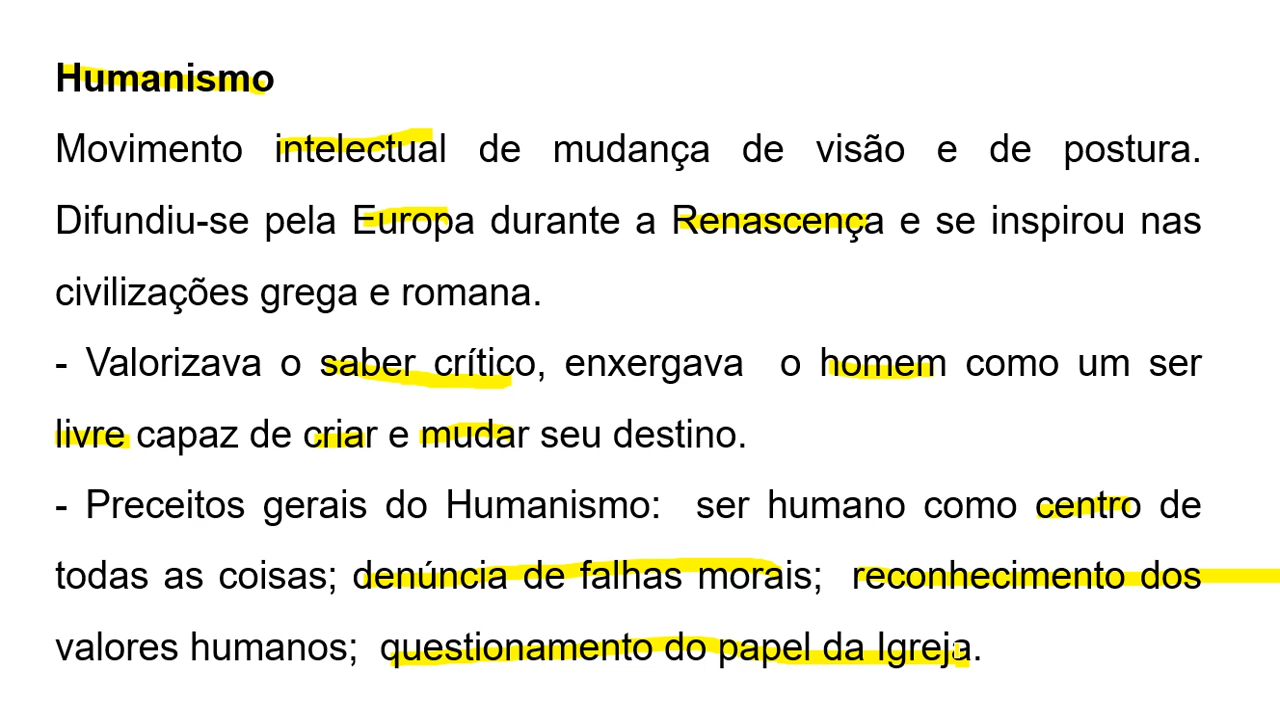 Humanismo
Movimento intelectual de mudança de visão e de postura.
Difundiu-se pela Europa durante a Renascença e se inspirou nas
civilizações grega e romana.
- Valorizava o saber crítico, enxergava o homem como um ser
livre capaz de criar e mudar seu destino.
- Preceitos gerais do Humanismo: ser humano como centro de
todas as coisas; denúncia de falhas morais; reconhecimento dos
valores humanos; questionamento do papel da Igreja.